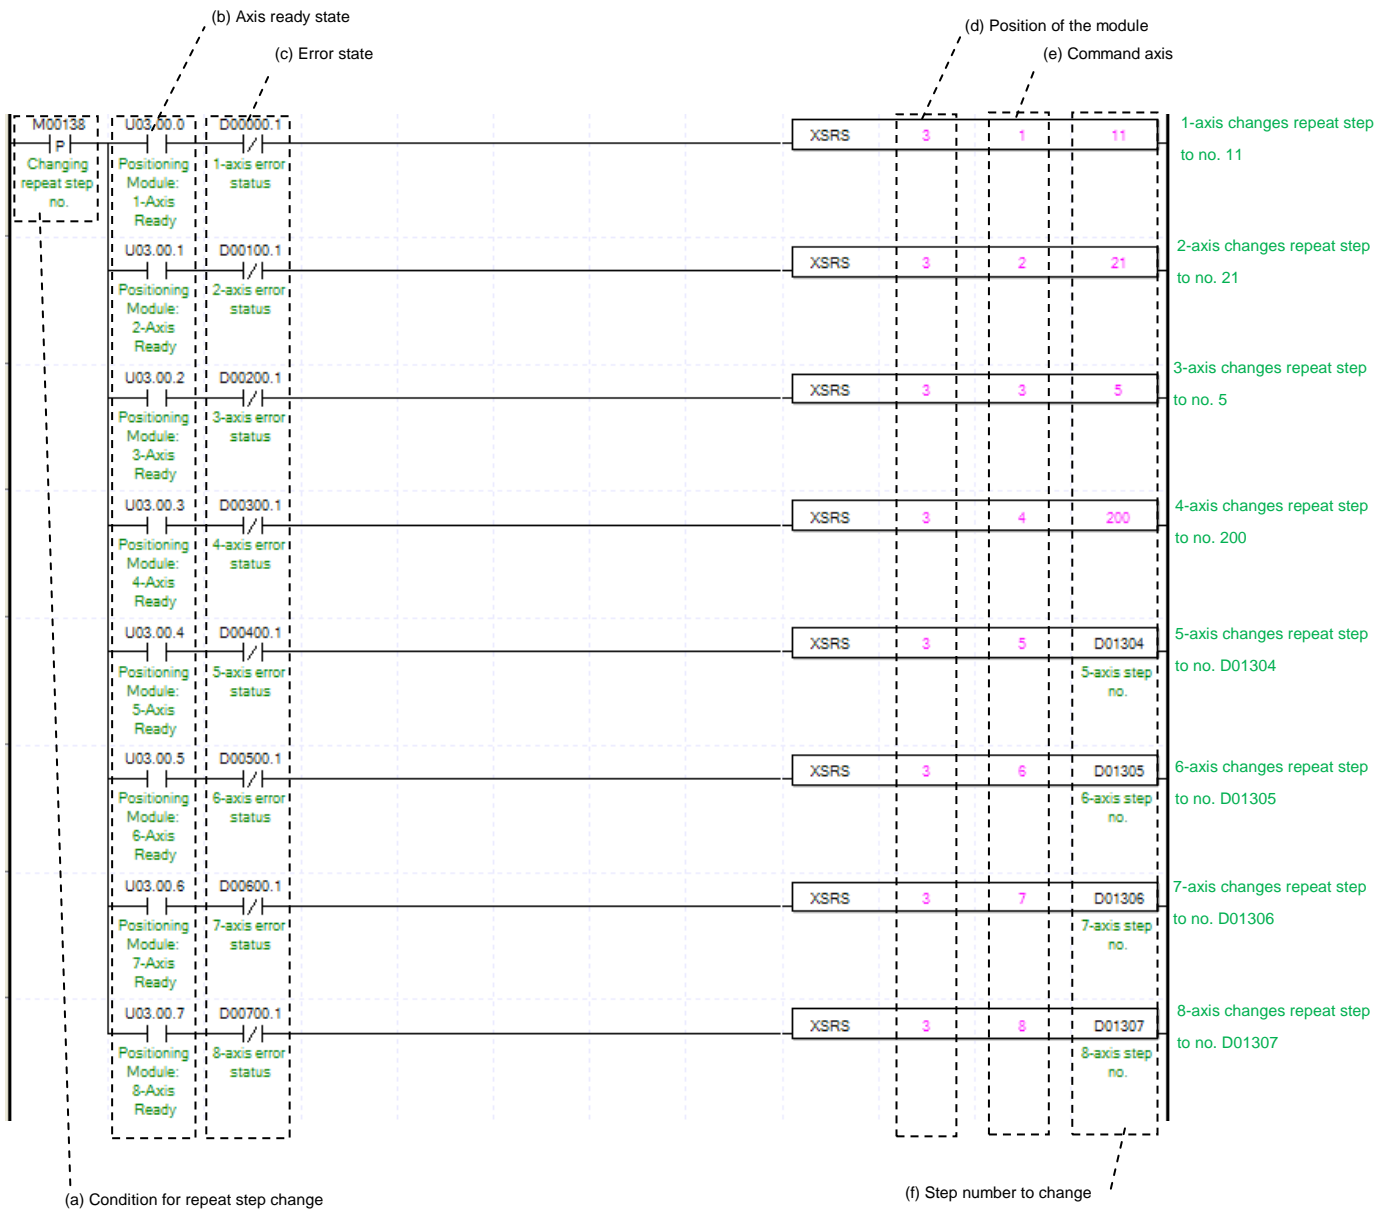 (b) Axis ready state
(c) Error state
(d) Position of the module
(e) Command axis
M00138
P
Changing
repeat step
no.
U03.00.0
D00000.1
Positioning
Module:
1-Axis
Ready
1-axis error
status
XSRS 3 1 11
1-axis changes repeat step
to no. 11
U03.00.1
D00100.1
Positioning
Module:
2-Axis
Ready
2-axis error
status
XSRS 3 2 21
2-axis changes repeat step
to no. 21
U03.00.2
D00200.1
Positioning
Module:
3-Axis
Ready
3-axis error
status
XSRS 3 3 5
3-axis changes repeat step
to no. 5
U03.00.3
D00300.1
Positioning
Module:
4-Axis
Ready
4-axis error
status
XSRS 3 4 200
4-axis changes repeat step
to no. 200
U03.00.4
D00400.1
Positioning
Module:
5-Axis
Ready
5-axis error
status
XSRS 3 5 D01304
5-axis step
no.
5-axis changes repeat step
to no. D01304
U03.00.5
D00500.1
Positioning
Module:
6-Axis
Ready
6-axis error
status
XSRS 3 6 D01305
6-axis step
no.
6-axis changes repeat step
to no. D01305
U03.00.6
D00600.1
Positioning
Module:
7-Axis
Ready
7-axis error
status
XSRS 3 7 D01306
7-axis step
no.
7-axis changes repeat step
to no. D01306
U03.00.7
D00700.1
Positioning
Module:
8-Axis
Ready
8-axis error
status
XSRS 3 8 D01307
8-axis step
no.
8-axis changes repeat step
to no. D01307
(a) Condition for repeat step change
(f) Step number to change